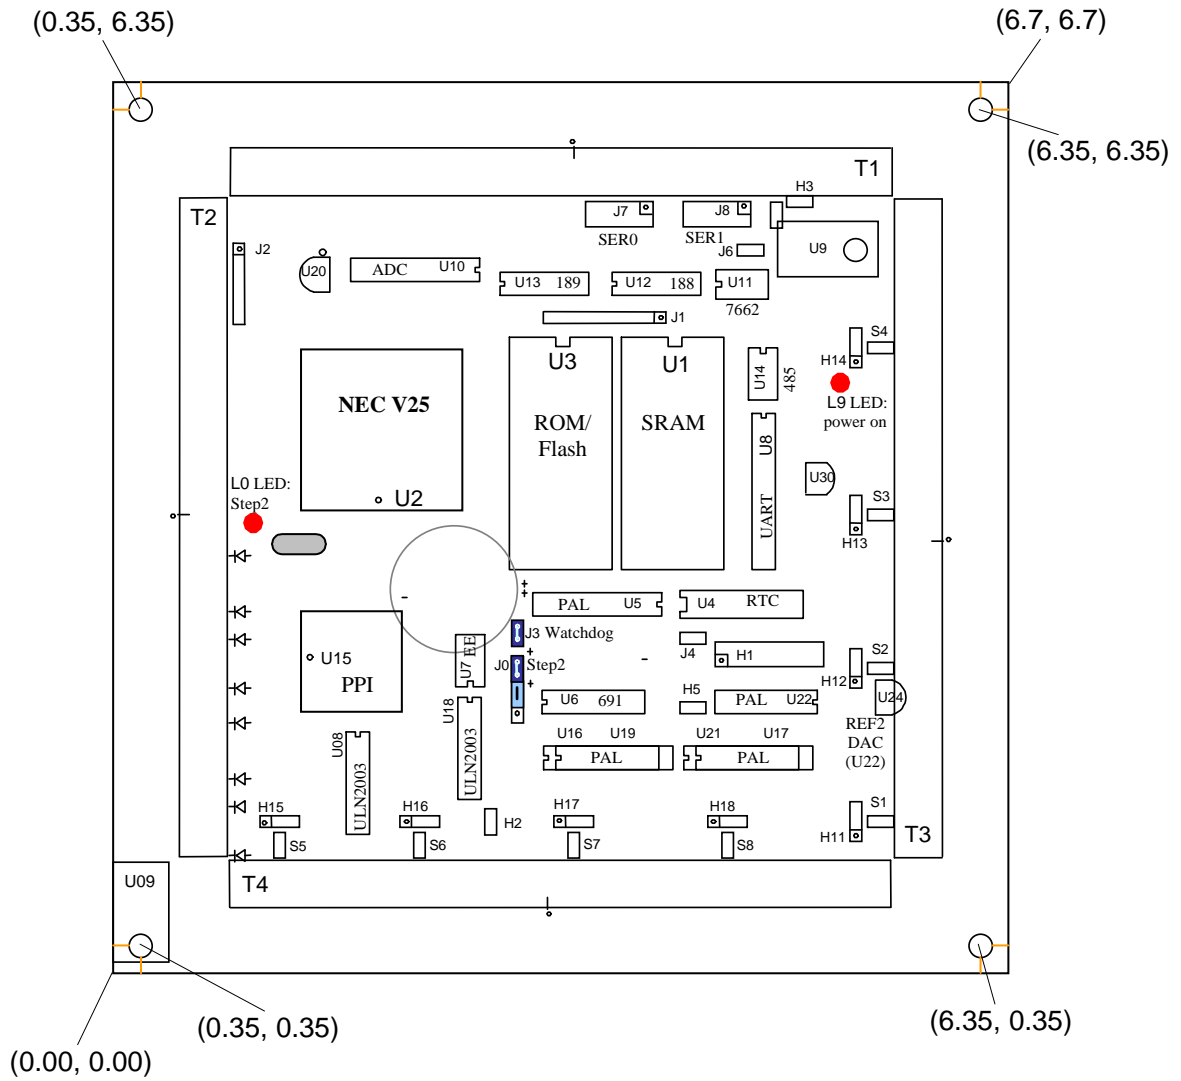 (0.35, 6.35)
(6.7, 6.7)
(6.35, 6.35)
T1
H3
T2
J7
J8
SER0
SER1
J6
U9
J2
U20
ADC U10
U13 189
U12 188
U11
7662
J1
S4
H14
U3
U1
U14
485
NEC V25
ROM/
Flash
SRAM
L9 LED:
power on
U8
UART
U30
L0 LED:
Step2
U2
S3
H13
PAL U5
U4 RTC
J3 Watchdog
U7 EE
J0 Step2
J4
H1
S2
H12
U15
PPI
U18
U6 691
H5
PAL U22
U24
REF2
DAC
(U22)
U08
ULN2003
ULN2003
U16 U19
PAL
U21 U17
PAL
H15
H16
H17
H18
S1
H11
T3
H2
S5
S6
S7
S8
U09
T4
(0.35, 0.35)
(6.35, 0.35)
(0.00, 0.00)